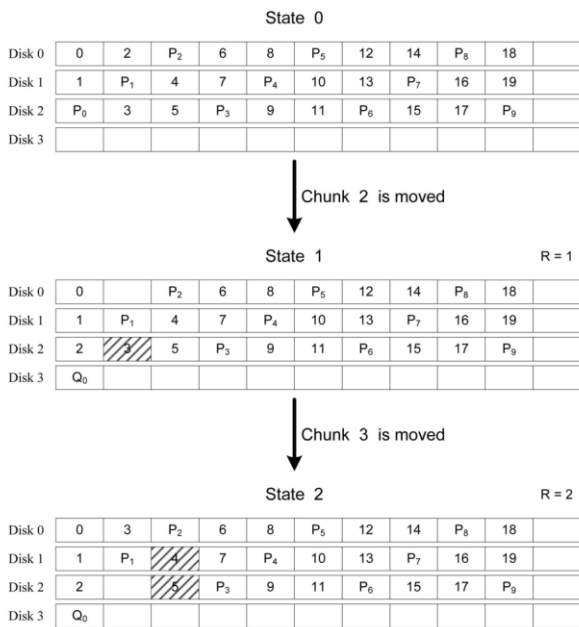 State 0
Disk 0 0 2 P₂ 6 8 P₅ 12 14 P₈ 18
Disk 1 1 P₁ 4 7 P₄ 10 13 P₇ 16 19
Disk 2 P₀ 3 5 P₃ 9 11 P₆ 15 17 P₉
Disk 3
Chunk 2 is moved
State 1 R = 1
Disk 0 0 P₂ 6 8 P₅ 12 14 P₈ 18
Disk 1 1 P₁ 4 7 P₄ 10 13 P₇ 16 19
Disk 2 2 3 5 P₃ 9 11 P₆ 15 17 P₉
Disk 3 Q₀
Chunk 3 is moved
State 2 R = 2
Disk 0 0 3 P₂ 6 8 P₅ 12 14 P₈ 18
Disk 1 1 P₁ 4 7 P₄ 10 13 P₇ 16 19
Disk 2 2 5 P₃ 9 11 P₆ 15 17 P₉
Disk 3 Q₀